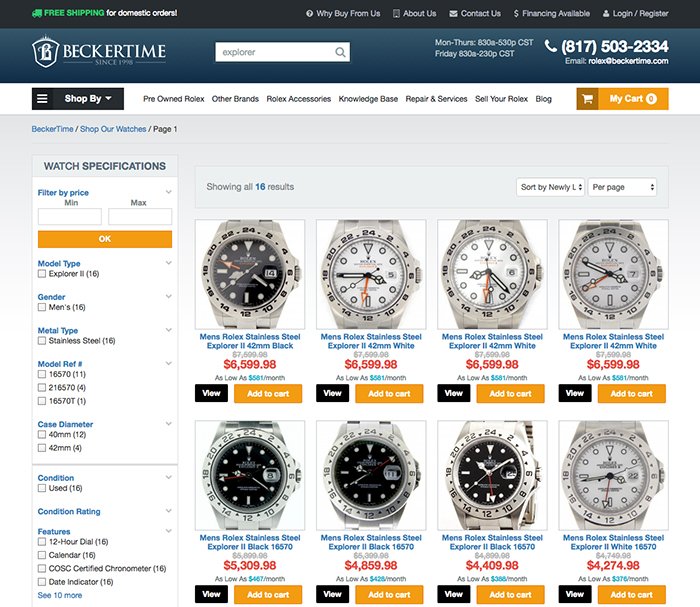 FREE SHIPPING for domestic orders!
Why Buy From Us
About Us
Contact Us
$ Financing Available
Login / Register
BECKERTIME
SINCE 1998
explorer
Mon-Thurs: 830a-530p CST
Friday 830a-230p CST
(817) 503-2334
Email: rolex@beckertime.com
Shop By
Pre Owned Rolex
Other Brands
Rolex Accessories
Knowledge Base
Repair & Services
Sell Your Rolex
Blog
My Cart 0
BeckerTime / Shop Our Watches / Page 1
WATCH SPECIFICATIONS
Filter by price
Min Max
OK
Model Type
Explorer II (16)
Gender
Men's (16)
Metal Type
Stainless Steel (16)
Model Ref #
16570 (11)
216570 (4)
16570T (1)
Case Diameter
40mm (12)
42mm (4)
Condition
Used (16)
Condition Rating
Features
12-Hour Dial (16)
Calendar (16)
COSC Certified Chronometer (16)
Date Indicator (16)
See 10 more
Showing all 16 results
Sort by Newly L
Per page
Mens Rolex Stainless Steel
Explorer II 42mm Black
$7,599.98
$6,599.98
As Low As $581/month
View Add to cart
Mens Rolex Stainless Steel
Explorer II 42mm White
$7,599.98
$6,599.98
As Low As $581/month
View Add to cart
Mens Rolex Stainless Steel
Explorer II 42mm White
$7,599.98
$6,599.98
As Low As $581/month
View Add to cart
Mens Rolex Stainless Steel
Explorer II 42mm White
$7,599.98
$6,599.98
As Low As $581/month
View Add to cart
Mens Rolex Stainless Steel
Explorer II Black 16570
$5,899.98
$5,309.98
As Low As $467/month
View Add to cart
Mens Rolex Stainless Steel
Explorer II Black 16570
$5,399.98
$4,859.98
As Low As $428/month
View Add to cart
Mens Rolex Stainless Steel
Explorer II Black 16570
$4,899.98
$4,409.98
As Low As $388/month
View Add to cart
Mens Rolex Stainless Steel
Explorer II White 16570
$4,749.98
$4,274.98
As Low As $376/month
View Add to cart